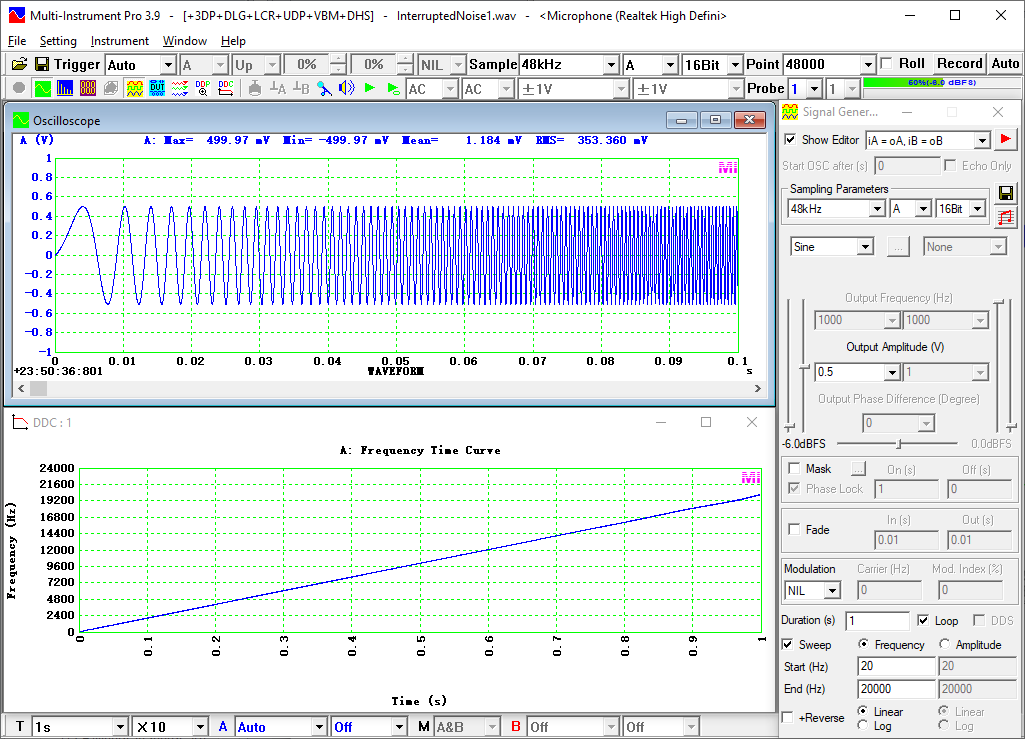 Multi-Instrument Pro 3.9 - [+3DP+DLG+LCR+UDP+VBM+DHS] - InterruptedNoise1.wav - <Microphone (Realtek High Defini>
File Setting Instrument Window Help
Trigger Auto A Up 0% 0% NIL Sample 48kHz A 16Bit Point 48000 Roll Record Auto
DUT DDP DDC A B AC AC ±1V ±1V Probe 1 1 60%(-6.0 dBFS)
Oscilloscope
A (V) A: Max= 499.97 mV Min= -499.97 mV Mean= 1.184 mV RMS= 353.360 mV
MI
1
0.8
0.6
0.4
0.2
0
-0.2
-0.4
-0.6
-0.8
-1
0 0.01 0.02 0.03 0.04 0.05 0.06 0.07 0.08 0.09 0.1
+23:50:36:801 WAVEFORM s
DDC : 1
A: Frequency Time Curve
MI
Frequency (Hz)
24000
21600
19200
16800
14400
12000
9600
7200
4800
2400
0
0 0.1 0.2 0.3 0.4 0.5 0.6 0.7 0.8 0.9 1
Time (s)
T 1s X10 A Auto Off M A&B B Off Off
Signal Gener...
Show Editor iA = oA, iB = oB
Start OSC after (s) 0 Echo Only
Sampling Parameters
48kHz A 16Bit
Sine ... None
Output Frequency (Hz)
1000 1000
Output Amplitude (V)
0.5 1
Output Phase Difference (Degree)
0
-6.0dBFS 0.0dBFS
Mask ... On (s) Off (s)
Phase Lock 1 0
Fade In (s) Out (s)
0.01 0.01
Modulation Carrier (Hz) Mod. Index (%)
NIL 0 0
Duration (s) 1 Loop DDS
Sweep Frequency Amplitude
Start (Hz) 20 20
End (Hz) 20000 20000
+Reverse Linear Linear
Log Log